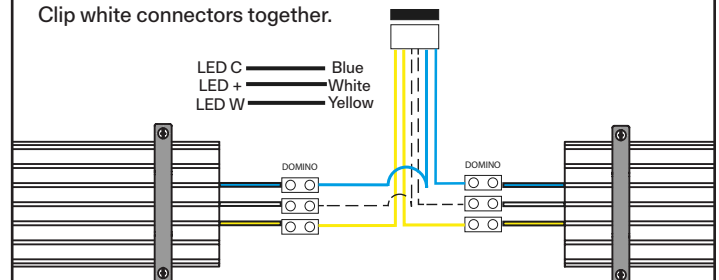 Clip white connectors together.
LED C Blue
LED + White
LED W Yellow
DOMINO DOMINO